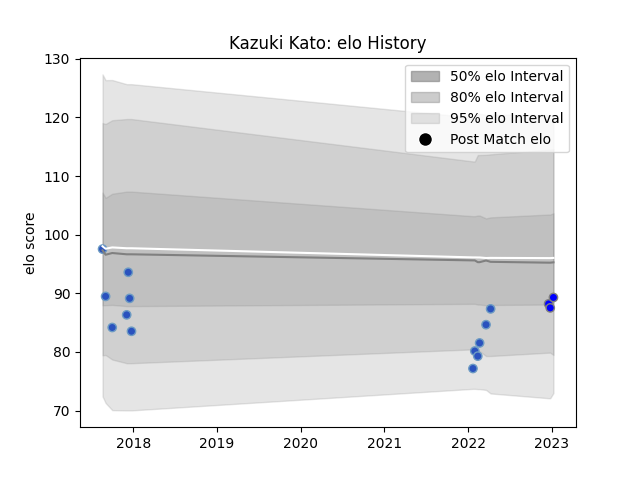 Kazuki Kato: elo History
50% elo Interval
80% elo Interval
95% elo Interval
Post Match elo
elo score
130
120
110
100
90
80
70
2018 2019 2020 2021 2022 2023